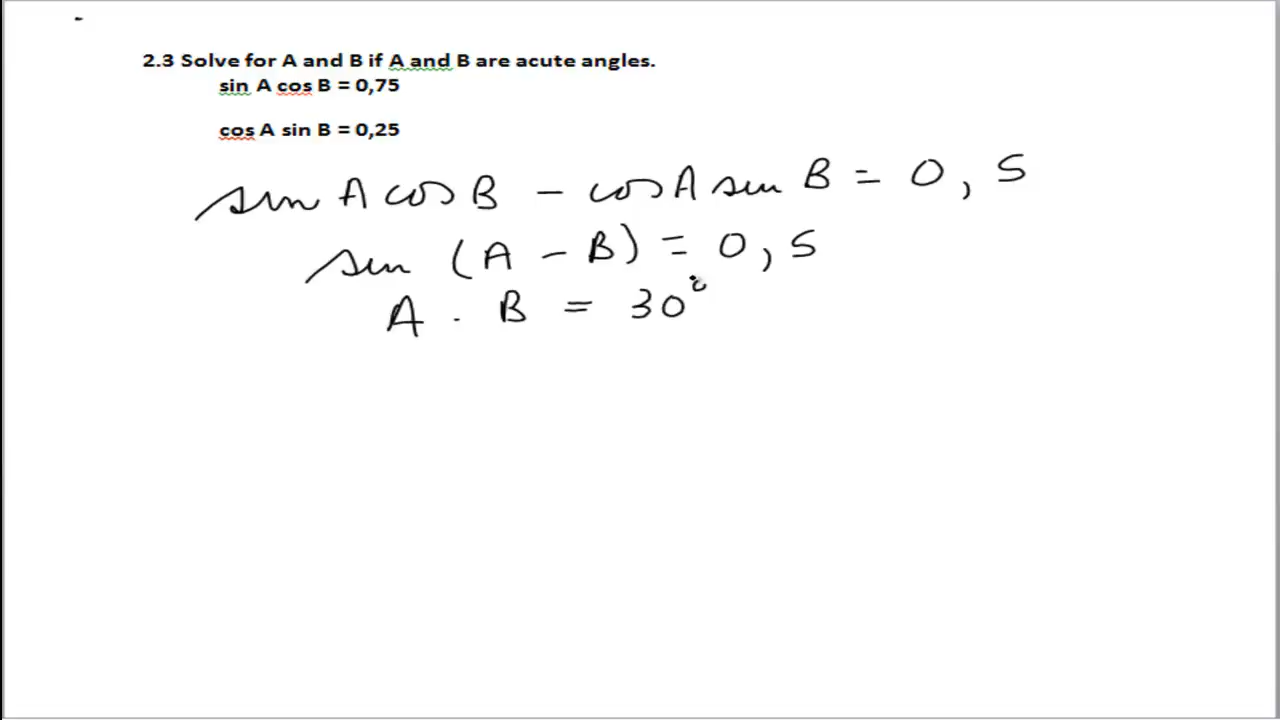 2.3 Solve for A and B if A and B are acute angles.
sin A cos B = 0,75
cos A sin B = 0,25
sin A cos B - cos A sin B = 0,5
sin (A - B) = 0,5
A - B = 30°